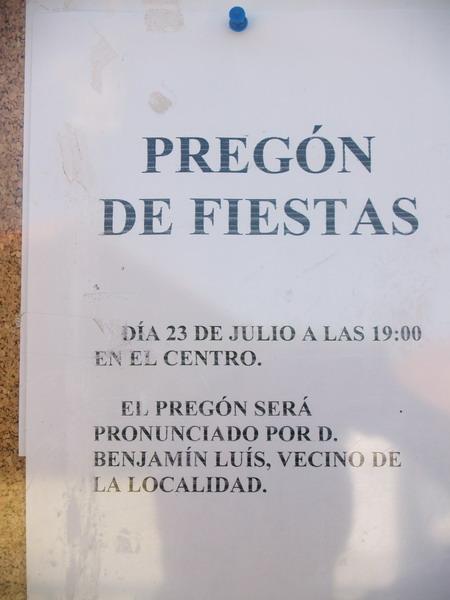 PREGÓN
DE FIESTAS
DÍA 23 DE JULIO A LAS 19:00
EN EL CENTRO.
EL PREGÓN SERÁ
PRONUNCIADO POR D.
BENJAMÍN LUÍS, VECINO DE
LA LOCALIDAD.